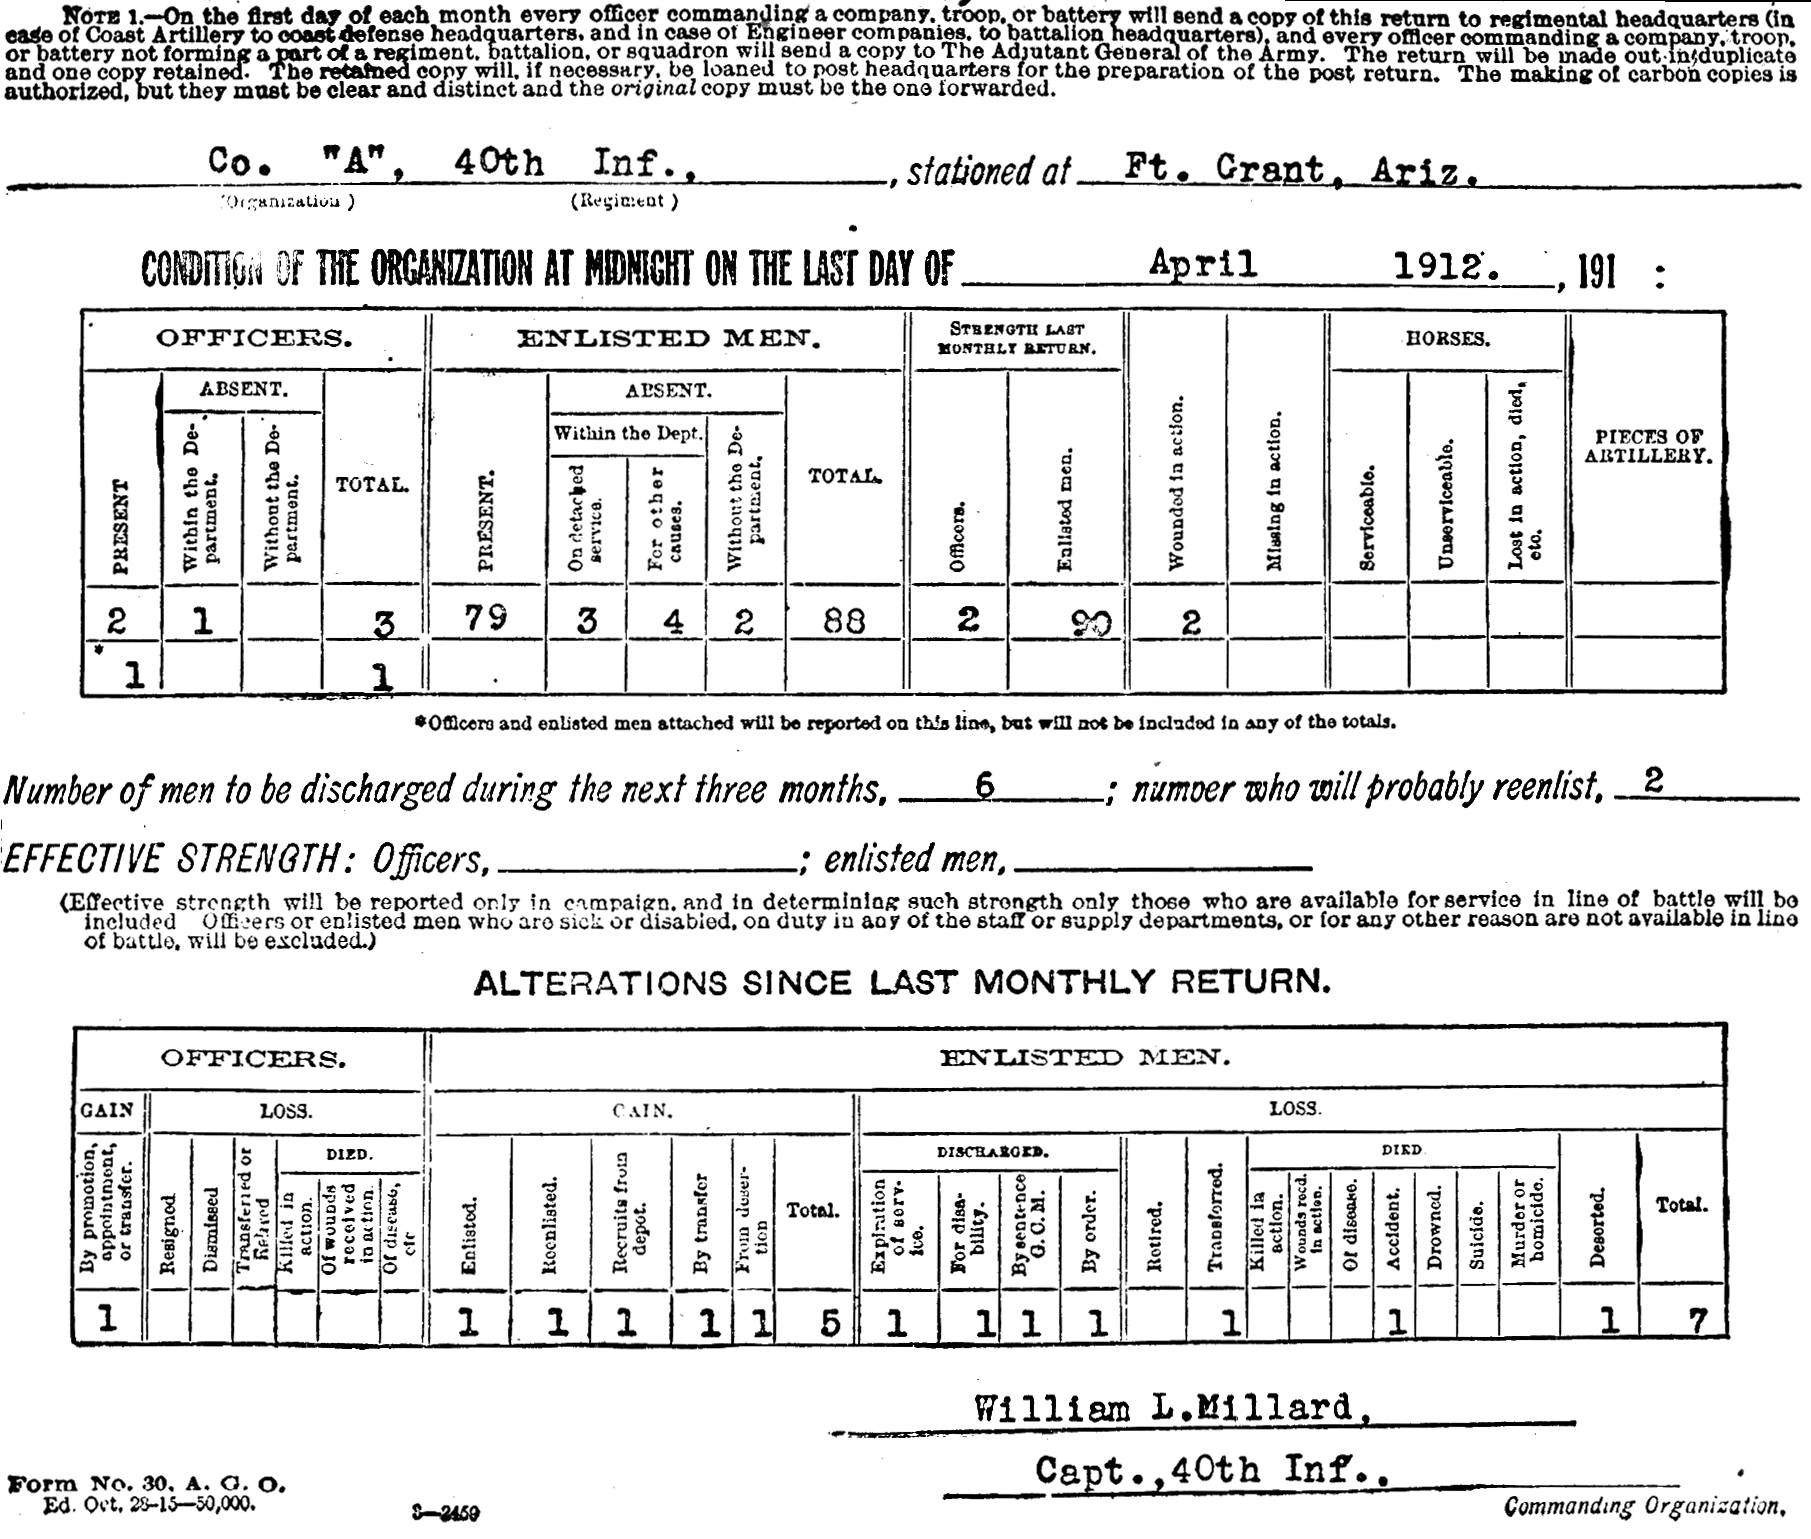 NOTE 1.—On the first day of each month every officer commanding a company, troop, or battery will send a copy of this return to regimental headquarters (in
case of Coast Artillery to coast defense headquarters, and in case of Engineer companies, to battalion headquarters), and every officer commanding a company, troop,
or battery not forming a part of a regiment, battalion, or squadron will send a copy to The Adjutant General of the Army. The return will be made out in duplicate
and one copy retained. The retained copy will, if necessary, be loaned to post headquarters for the preparation of the post return. The making of carbon copies is
authorized, but they must be clear and distinct and the original copy must be the one forwarded.
Co. "A", 40th Inf., , stationed at Ft. Grant, Ariz.
(Organization) (Regiment)
CONDITION OF THE ORGANIZATION AT MIDNIGHT ON THE LAST DAY OF April 1912. , 191 :
OFFICERS. ENLISTED MEN. STRENGTH LAST MONTHLY RETURN. Wounded in action. Missing in action. HORSES. PIECES OF ARTILLERY.
PRESENT ABSENT. TOTAL. PRESENT. ABSENT. TOTAL. Officers. Enlisted men. Serviceable. Unserviceable. Lost in action, died, etc.
Within the Department. Without the Department. Within the Dept. Without the Department.
On detached service. For other causes.
2 1 3 79 3 4 2 88 2 90 2
* 1 1
*Officers and enlisted men attached will be reported on this line, but will not be included in any of the totals.
Number of men to be discharged during the next three months, 6 ; number who will probably reenlist, 2
EFFECTIVE STRENGTH: Officers, ; enlisted men,
(Effective strength will be reported only in campaign, and in determining such strength only those who are available for service in line of battle will be
included Officers or enlisted men who are sick or disabled, on duty in any of the staff or supply departments, or for any other reason are not available in line
of battle, will be excluded.)
ALTERATIONS SINCE LAST MONTHLY RETURN.
OFFICERS. ENLISTED MEN.
GAIN LOSS. GAIN. LOSS.
By promotion, appointment, or transfer. Resigned Dismissed Transferred or Retired DIED. Enlisted. Reenlisted. Recruits from depot. By transfer From desertion Total. DISCHARGED. Retired. Transferred. DIED Deserted. Total.
Killed in action. Of wounds received in action. Of disease, etc Expiration of service. For disability. By sentence G. C. M. By order. Killed in action. Wounds recd. in action. Of disease. Accident. Drowned. Suicide. Murder or homicide.
1 1 1 1 1 1 5 1 1 1 1 1 1 1 7
William L.Millard,
Capt.,40th Inf.,
Commanding Organization.
Form No. 30, A. G. O.
Ed. Oct. 28-15—50,000.
3—2459